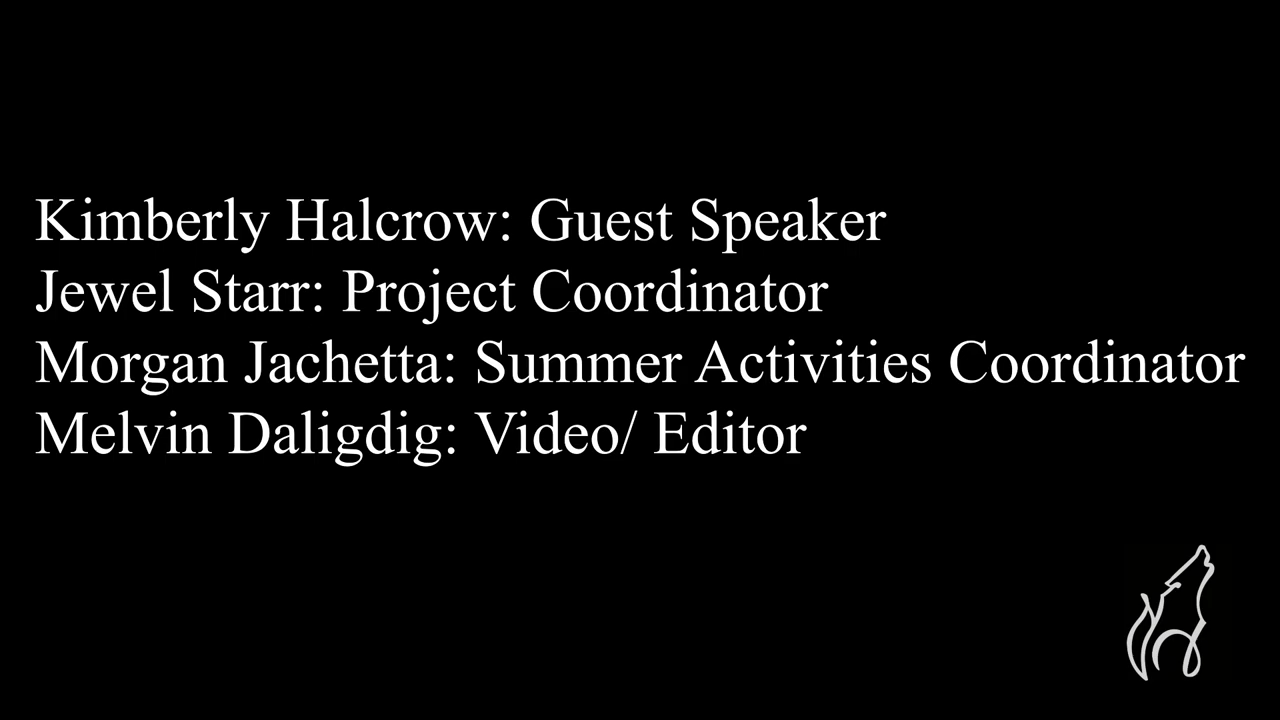 Kimberly Halcrow: Guest Speaker
Jewel Starr: Project Coordinator
Morgan Jachetta: Summer Activities Coordinator
Melvin Daligdig: Video/ Editor